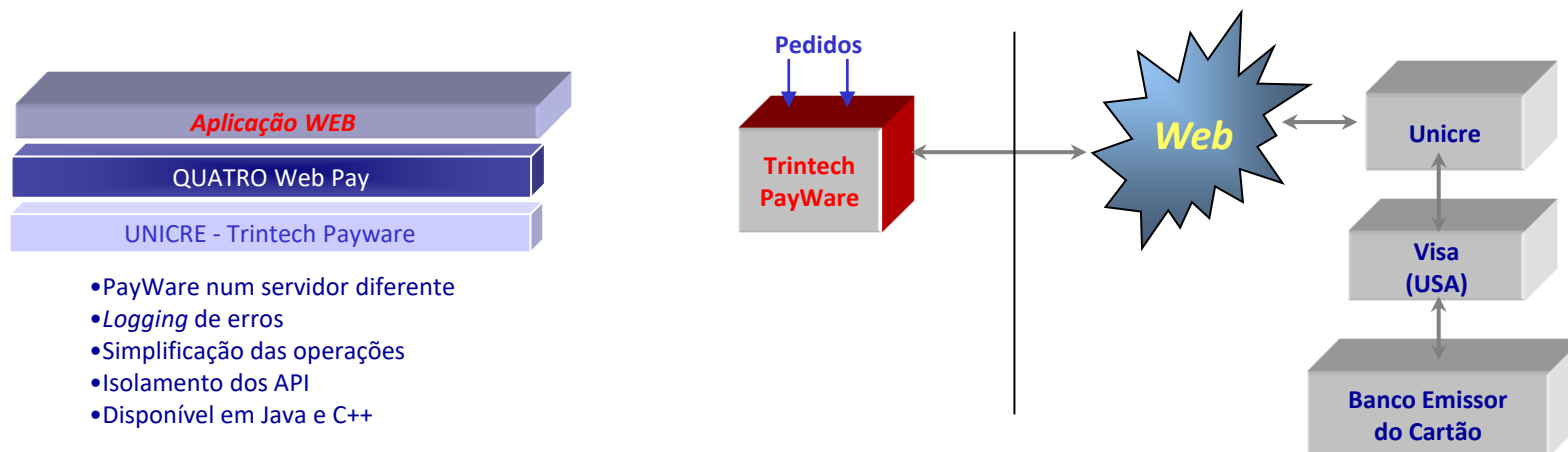 Aplicação WEB
QUATRO Web Pay
UNICRE - Trintech Payware
•PayWare num servidor diferente
•Logging de erros
•Simplificação das operações
•Isolamento dos API
•Disponível em Java e C++
Pedidos
Trintech
PayWare
Web
Unicre
Visa
(USA)
Banco Emissor
do Cartão